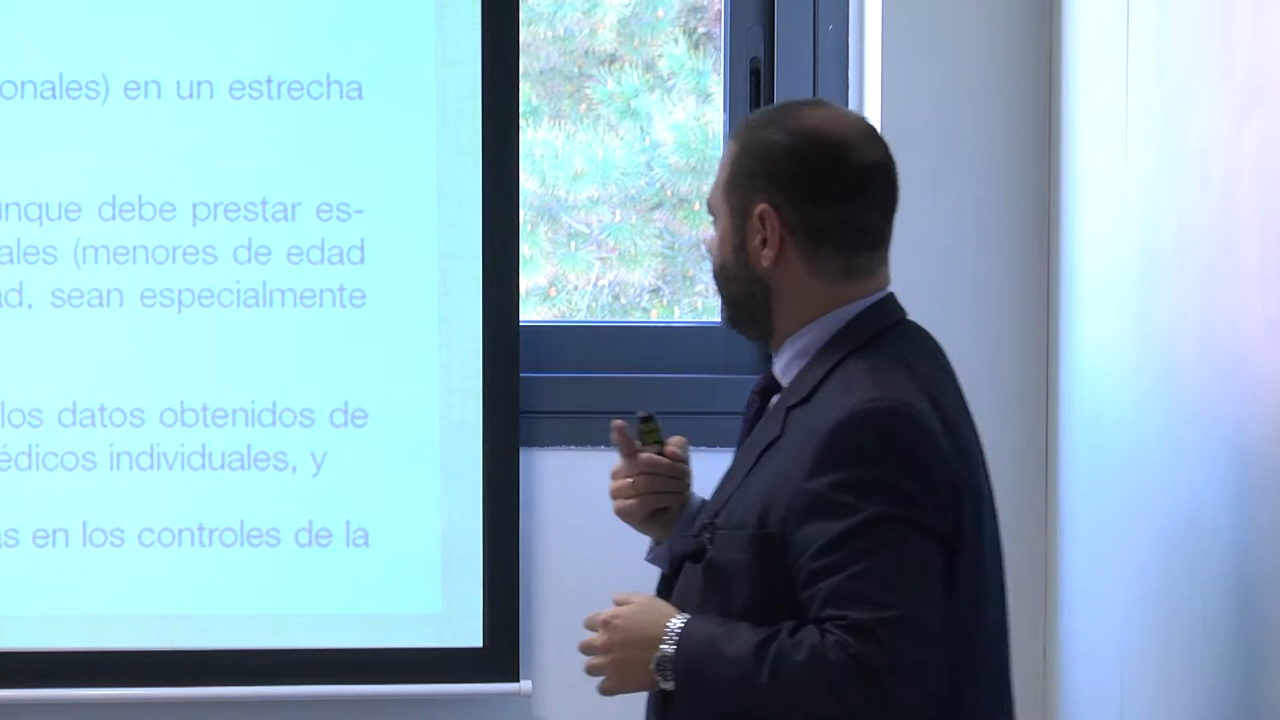 onales) en un estrecha
unque debe prestar es-
ales (menores de edad
ad, sean especialmente
los datos obtenidos de
édicos individuales, y
as en los controles de la